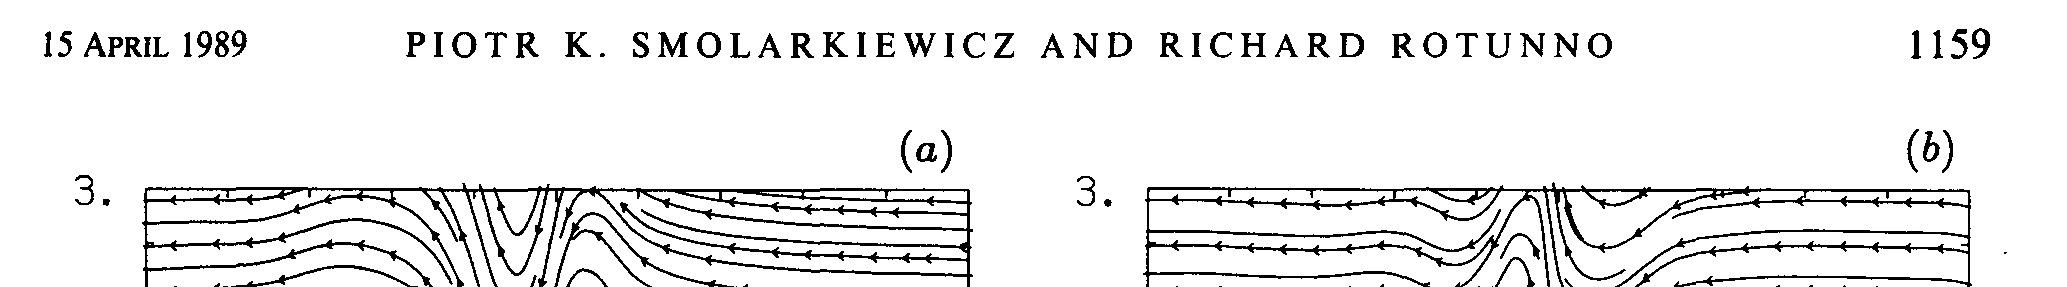 15 APRIL 1989 PIOTR K. SMOLARKIEWICZ AND RICHARD ROTUNNO 1159
(a) (b)
3. 3.